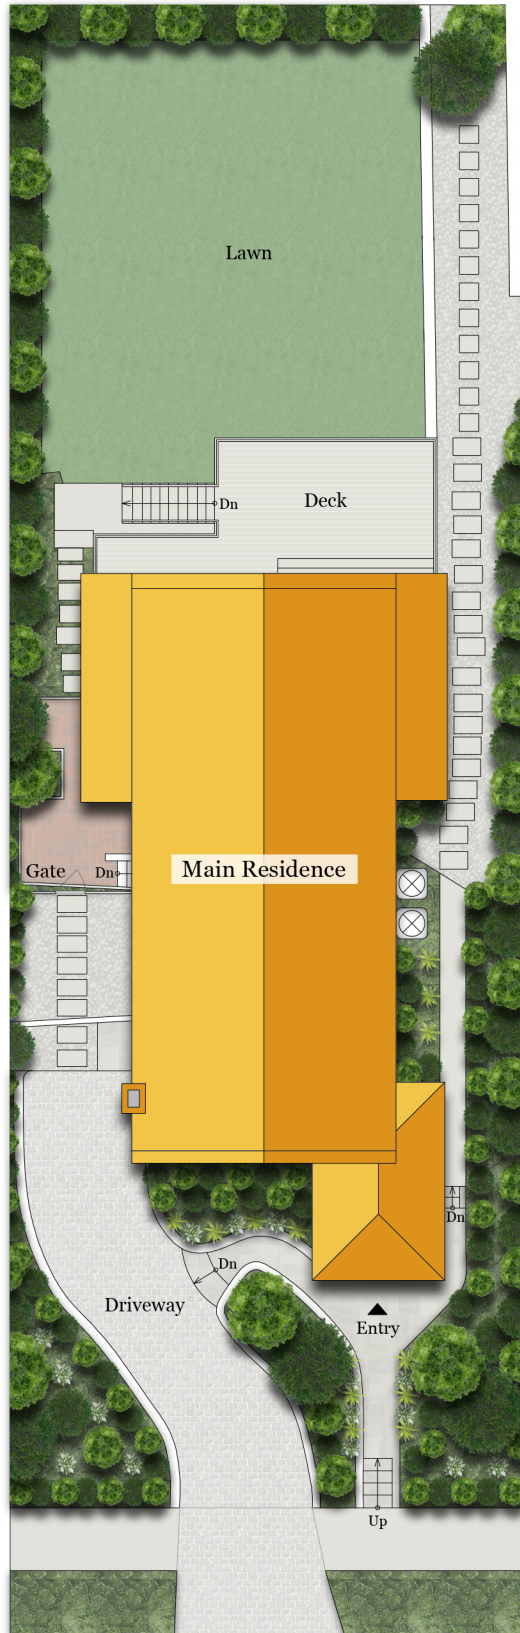 Lawn
Dn
Deck
Main Residence
Gate
Dn
Dn
Dn
Driveway
Entry
Up